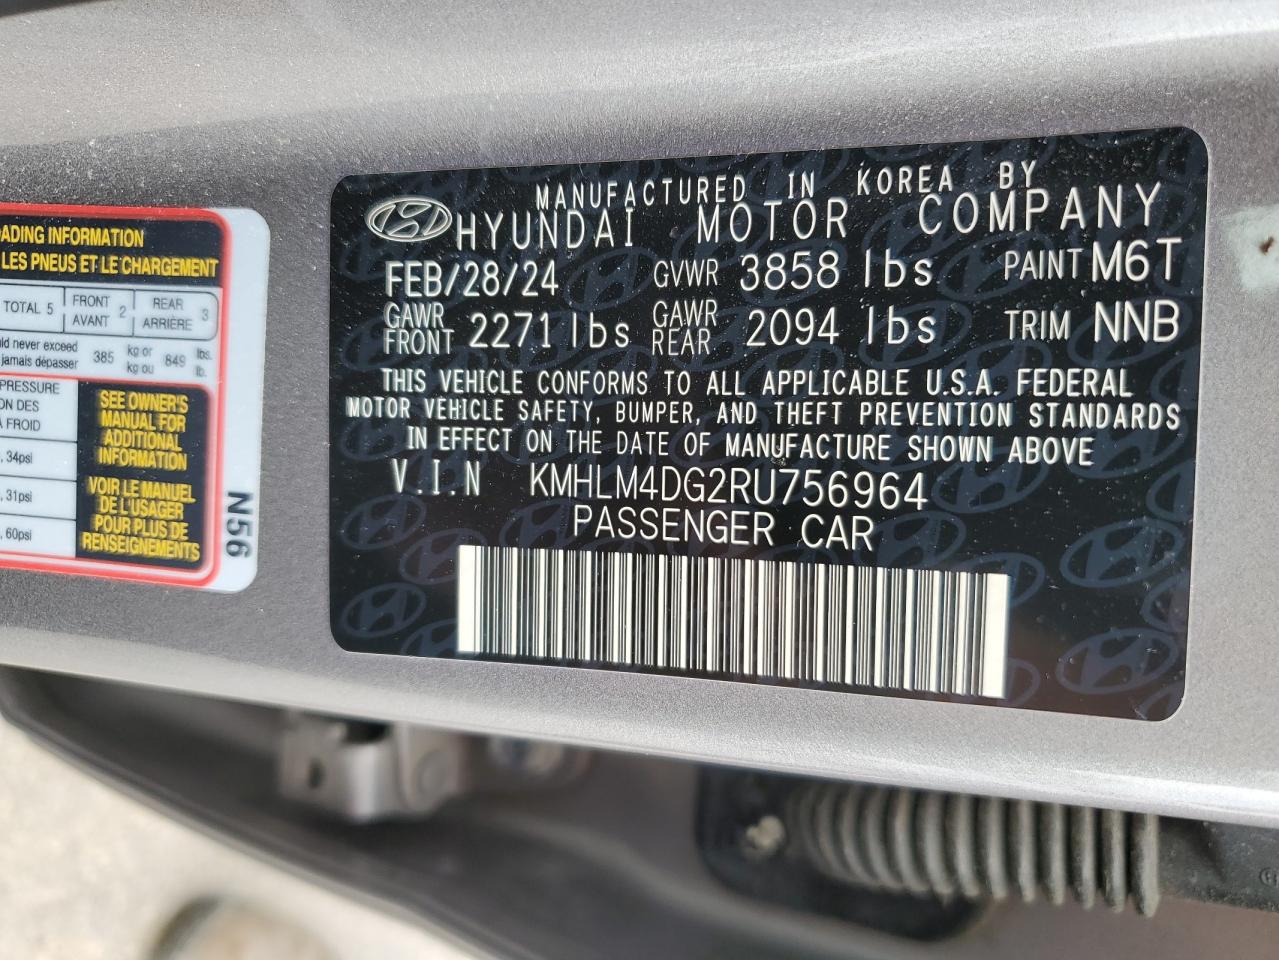 MANUFACTURED IN KOREA BY
HYUNDAI MOTOR COMPANY
FEB/28/24 GVWR 3858 lbs PAINT M6T
GAWR FRONT 2271 lbs GAWR REAR 2094 lbs TRIM NNB
THIS VEHICLE CONFORMS TO ALL APPLICABLE U.S.A. FEDERAL
MOTOR VEHICLE SAFETY, BUMPER, AND THEFT PREVENTION STANDARDS
IN EFFECT ON THE DATE OF MANUFACTURE SHOWN ABOVE
V.I.N KMHLM4DG2RU756964
PASSENGER CAR
ADING INFORMATION
LES PNEUS ET LE CHARGEMENT
TOTAL 5 FRONT AVANT 2 REAR ARRIÈRE 3
ld never exceed
jamais dépasser 385 kg or kg ou 849 lbs. lb.
PRESSURE
ON DES
À FROID
34psi
31psi
60psi
SEE OWNER'S
MANUAL FOR
ADDITIONAL
INFORMATION
VOIR LE MANUEL
DE L'USAGER
POUR PLUS DE
RENSEIGNEMENTS
N56